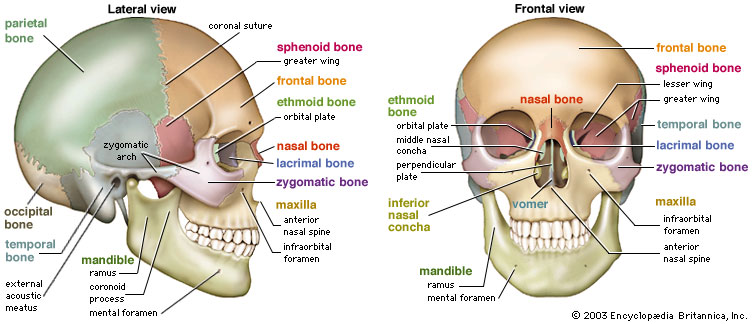 Lateral view
parietal
bone
coronal suture
sphenoid bone
greater wing
frontal bone
ethmoid bone
orbital plate
zygomatic
arch
nasal bone
lacrimal bone
zygomatic bone
occipital
bone
maxilla
anterior
nasal spine
temporal
bone
infraorbital
foramen
mandible
ramus
coronoid
process
external
acoustic
meatus
mental foramen
Frontal view
frontal bone
sphenoid bone
lesser wing
greater wing
nasal bone
ethmoid
bone
orbital plate
middle nasal
concha
perpendicular
plate
temporal bone
lacrimal bone
zygomatic bone
inferior
nasal
concha
vomer
maxilla
infraorbital
foramen
anterior
nasal spine
mandible
ramus
mental foramen
© 2003 Encyclopædia Britannica, Inc.